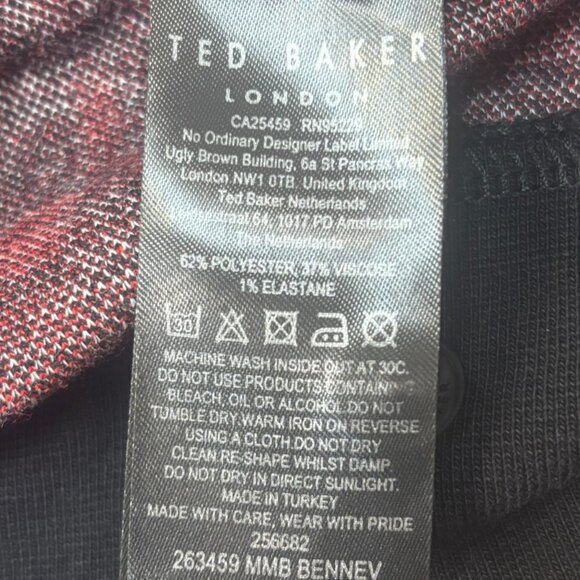 TED BAKER
LONDON
CA25459 RN95228
No Ordinary Designer Label Limited
Ugly Brown Building, 6a St Pancras Way
London NW1 0TB. United Kingdom
Ted Baker Netherlands
64, 1017 PD Amsterdam
The Netherlands
62% POLYESTER, 37% VISCOSE,
1% ELASTANE
30
MACHINE WASH INSIDE OUT AT 30C.
DO NOT USE PRODUCTS CONTAINING
BLEACH, OIL OR ALCOHOL.DO NOT
TUMBLE DRY.WARM IRON ON REVERSE
USING A CLOTH.DO NOT DRY
CLEAN.RE-SHAPE WHILST DAMP.
DO NOT DRY IN DIRECT SUNLIGHT.
MADE IN TURKEY
MADE WITH CARE, WEAR WITH PRIDE
256682
263459 MMB BENNEV